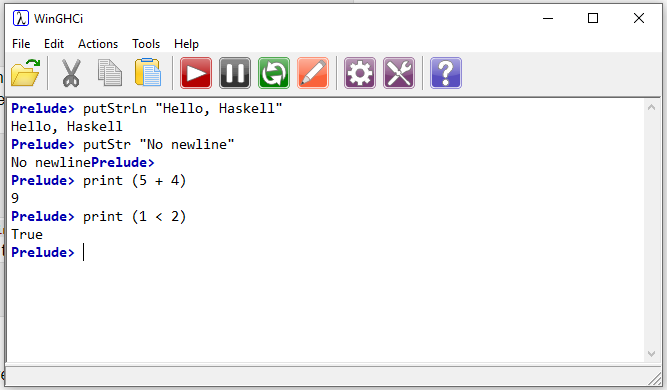 WinGHCi
File Edit Actions Tools Help
Prelude> putStrLn "Hello, Haskell"
Hello, Haskell
Prelude> putStr "No newline"
No newlinePrelude>
Prelude> print (5 + 4)
9
Prelude> print (1 < 2)
True
Prelude>